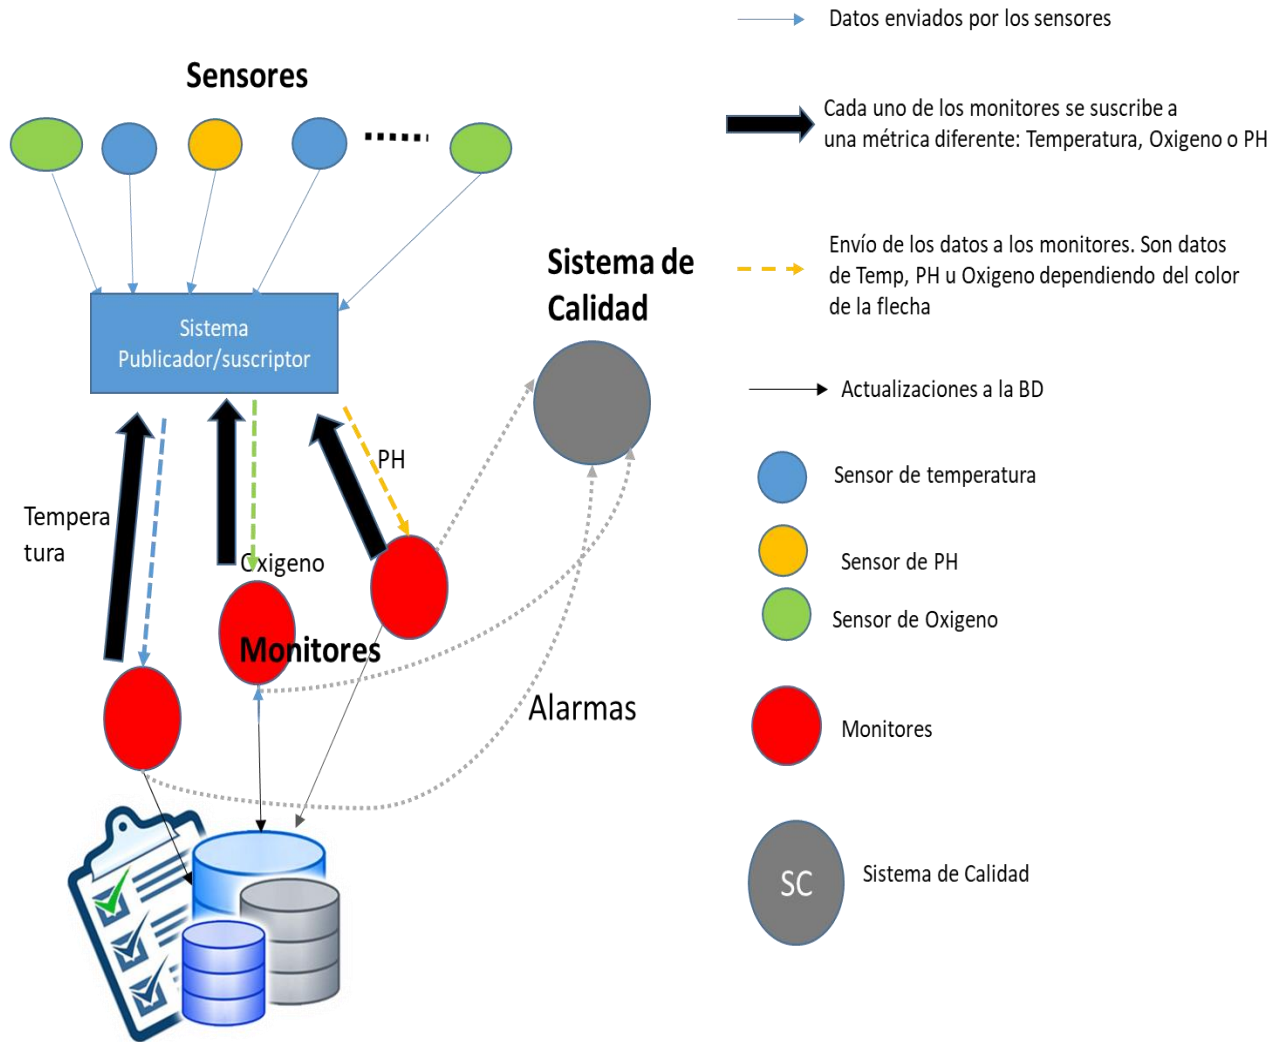 Sensores
Sistema
Publicador/suscriptor
Sistema de
Calidad
Tempera
tura
Oxigeno
PH
Monitores
Alarmas
Datos enviados por los sensores
Cada uno de los monitores se suscribe a
una métrica diferente: Temperatura, Oxigeno o PH
Envío de los datos a los monitores. Son datos
de Temp, PH u Oxigeno dependiendo del color
de la flecha
Actualizaciones a la BD
Sensor de temperatura
Sensor de PH
Sensor de Oxigeno
Monitores
SC
Sistema de Calidad